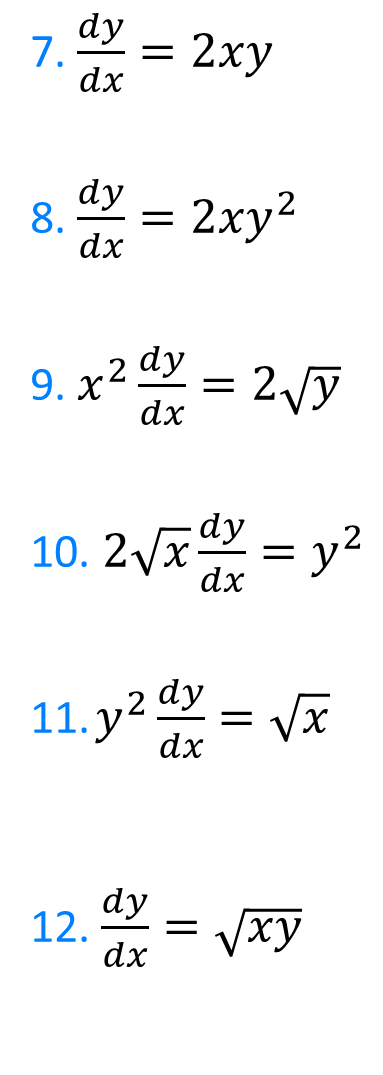 7. dy/dx = 2xy
8. dy/dx = 2xy²
9. x² dy/dx = 2√y
10. 2√x dy/dx = y²
11. y² dy/dx = √x
12. dy/dx = √xy